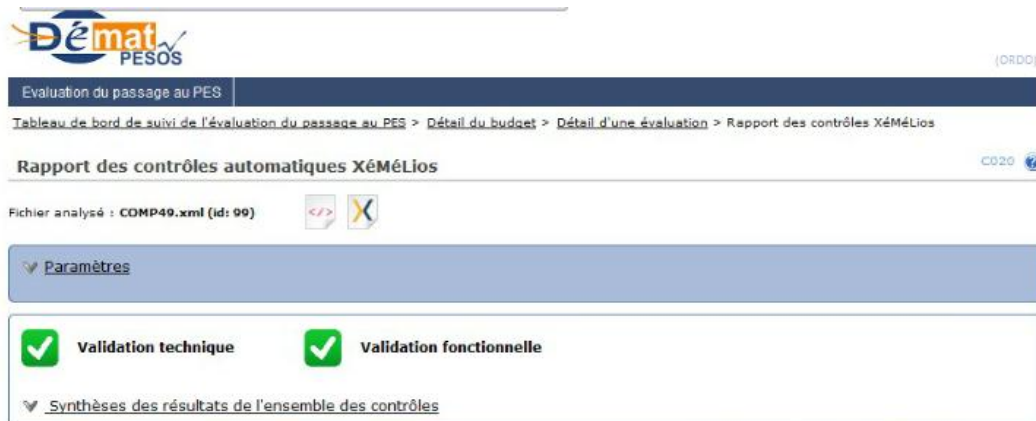 Démat
PESOS
(ORDO)
Evaluation du passage au PES
Tableau de bord de suivi de l'évaluation du passage au PES > Détail du budget > Détail d'une évaluation > Rapport des contrôles XéMéLios
Rapport des contrôles automatiques XéMéLios
C020 ?
Fichier analysé : COMP49.xml (id: 99)
</>
Paramètres
Validation technique
Validation fonctionnelle
Synthèses des résultats de l'ensemble des contrôles